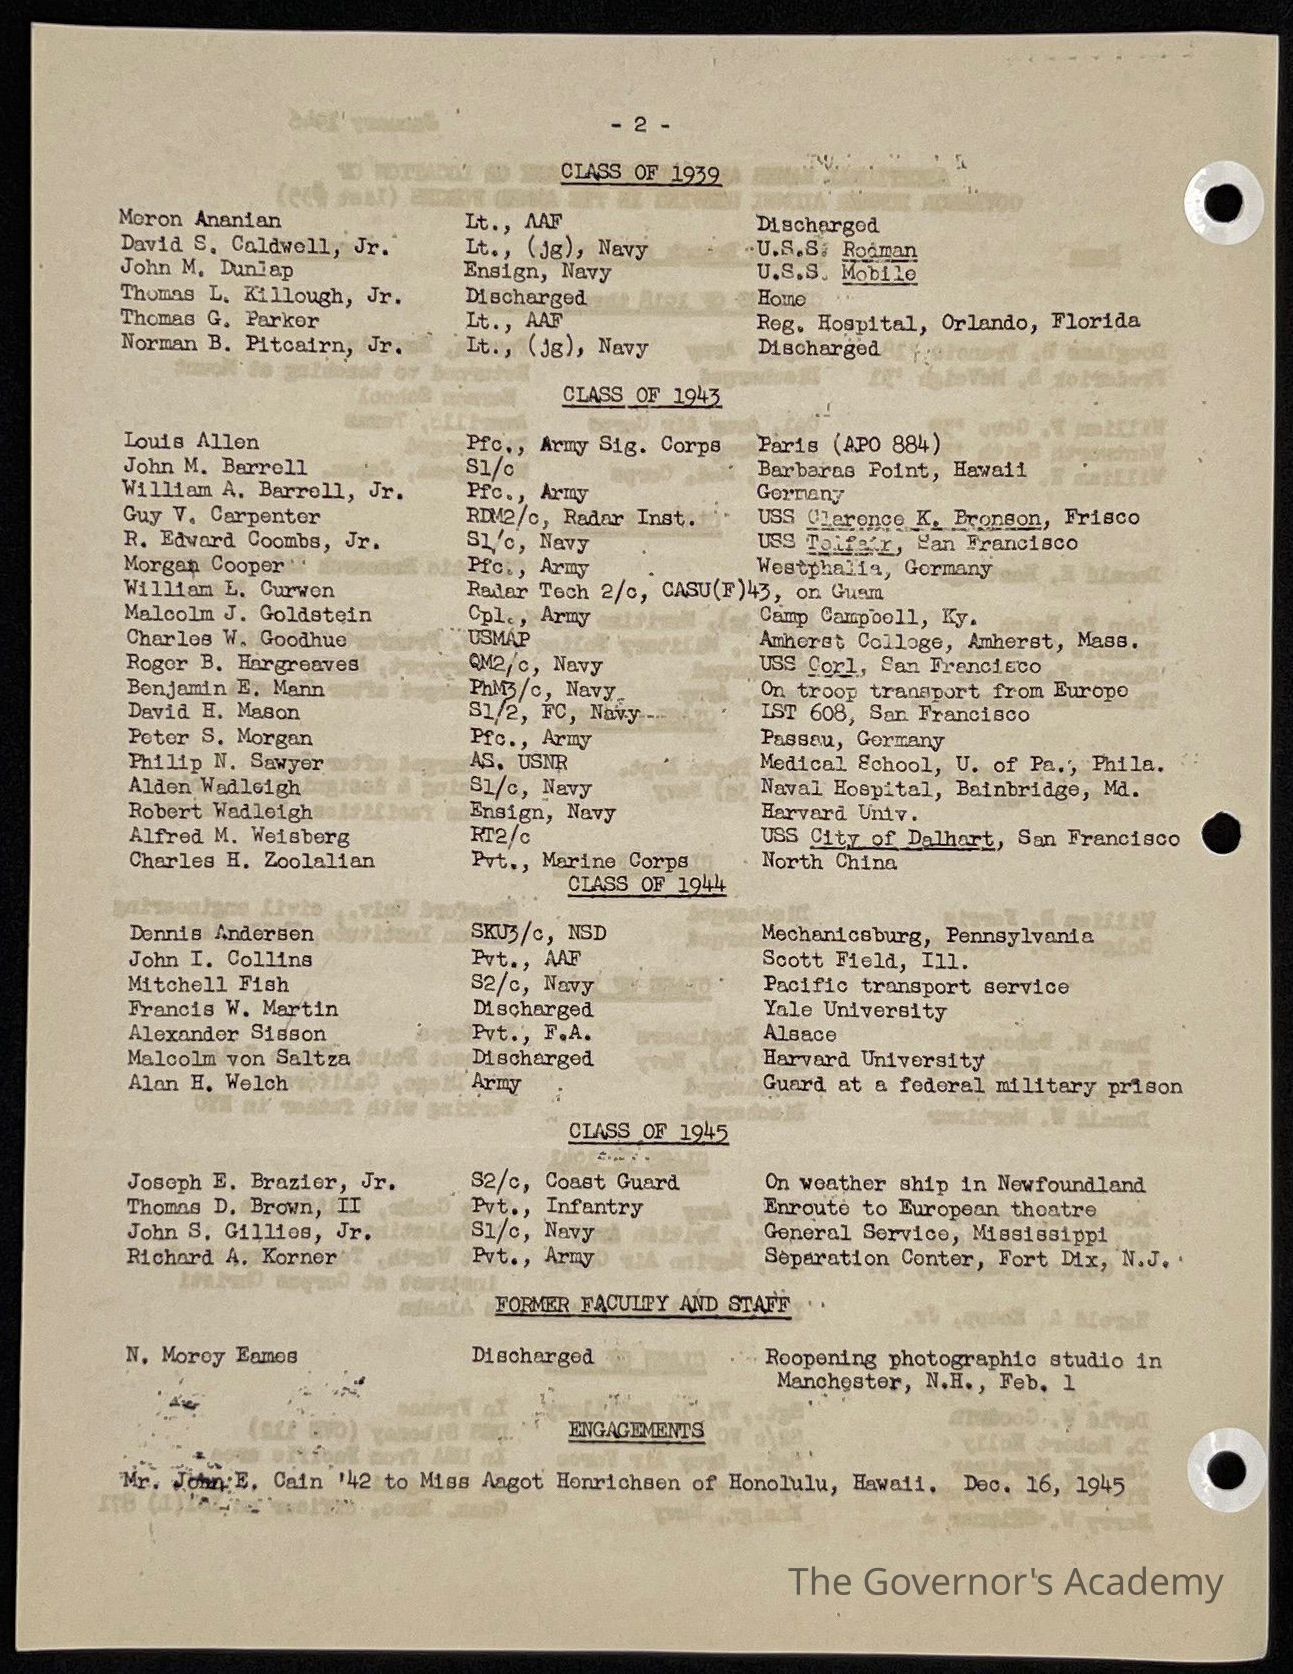 - 2 -
CLASS OF 1939
Meron Ananian Lt., AAF Discharged
David S. Caldwell, Jr. Lt., (jg), Navy U.S.S. Rodman
John M. Dunlap Ensign, Navy U.S.S. Mobile
Thomas L. Killough, Jr. Discharged Home
Thomas G. Parker Lt., AAF Reg. Hospital, Orlando, Florida
Norman B. Pitcairn, Jr. Lt., (jg), Navy Discharged
CLASS OF 1943
Louis Allen Pfc., Army Sig. Corps Paris (APO 884)
John M. Barrell S1/c Barbaras Point, Hawaii
William A. Barrell, Jr. Pfc., Army Germany
Guy V. Carpenter RDM2/c, Radar Inst. USS Clarence K. Bronson, Frisco
R. Edward Coombs, Jr. S1/c, Navy USS Telfair, San Francisco
Morgan Cooper Pfc., Army Westphalia, Germany
William L. Curwen Radar Tech 2/c, CASU(F)43, on Guam
Malcolm J. Goldstein Cpl., Army Camp Campbell, Ky.
Charles W. Goodhue USMAP Amherst College, Amherst, Mass.
Roger B. Hargreaves QM2/c, Navy USS Corl, San Francisco
Benjamin E. Mann PhM3/c, Navy On troop transport from Europe
David H. Mason S1/2, FC, Navy LST 608, San Francisco
Peter S. Morgan Pfc., Army Passau, Germany
Philip N. Sawyer AS. USNR Medical School, U. of Pa., Phila.
Alden Wadleigh S1/c, Navy Naval Hospital, Bainbridge, Md.
Robert Wadleigh Ensign, Navy Harvard Univ.
Alfred M. Weisberg RT2/c USS City of Dalhart, San Francisco
Charles H. Zoolalian Pvt., Marine Corps North China
CLASS OF 1944
Dennis Andersen SKU3/c, NSD Mechanicsburg, Pennsylvania
John I. Collins Pvt., AAF Scott Field, Ill.
Mitchell Fish S2/c, Navy Pacific transport service
Francis W. Martin Discharged Yale University
Alexander Sisson Pvt., F.A. Alsace
Malcolm von Saltza Discharged Harvard University
Alan H. Welch Army Guard at a federal military prison
CLASS OF 1945
Joseph E. Brazier, Jr. S2/c, Coast Guard On weather ship in Newfoundland
Thomas D. Brown, II Pvt., Infantry Enroute to European theatre
John S. Gillies, Jr. S1/c, Navy General Service, Mississippi
Richard A. Korner Pvt., Army Separation Center, Fort Dix, N.J.
FORMER FACULTY AND STAFF
N. Morey Eames Discharged Reopening photographic studio in
Manchester, N.H., Feb. 1
ENGAGEMENTS
Mr. John E. Cain '42 to Miss Aagot Henrichsen of Honolulu, Hawaii. Dec. 16, 1945
The Governor's Academy